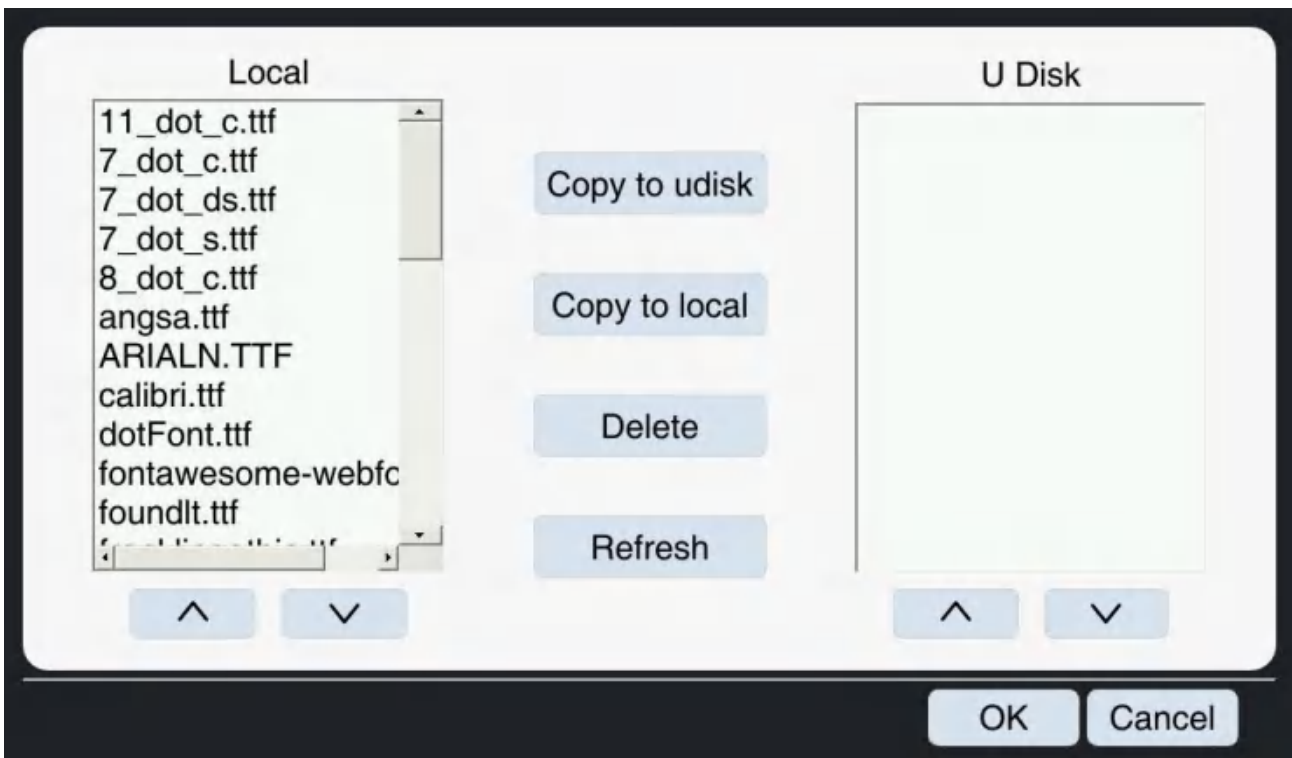 Local
11_dot_c.ttf
7_dot_c.ttf
7_dot_ds.ttf
7_dot_s.ttf
8_dot_c.ttf
angsa.ttf
ARIALN.TTF
calibri.ttf
dotFont.ttf
fontawesome-webfo
foundlt.ttf
Copy to udisk
Copy to local
Delete
Refresh
U Disk
OK
Cancel